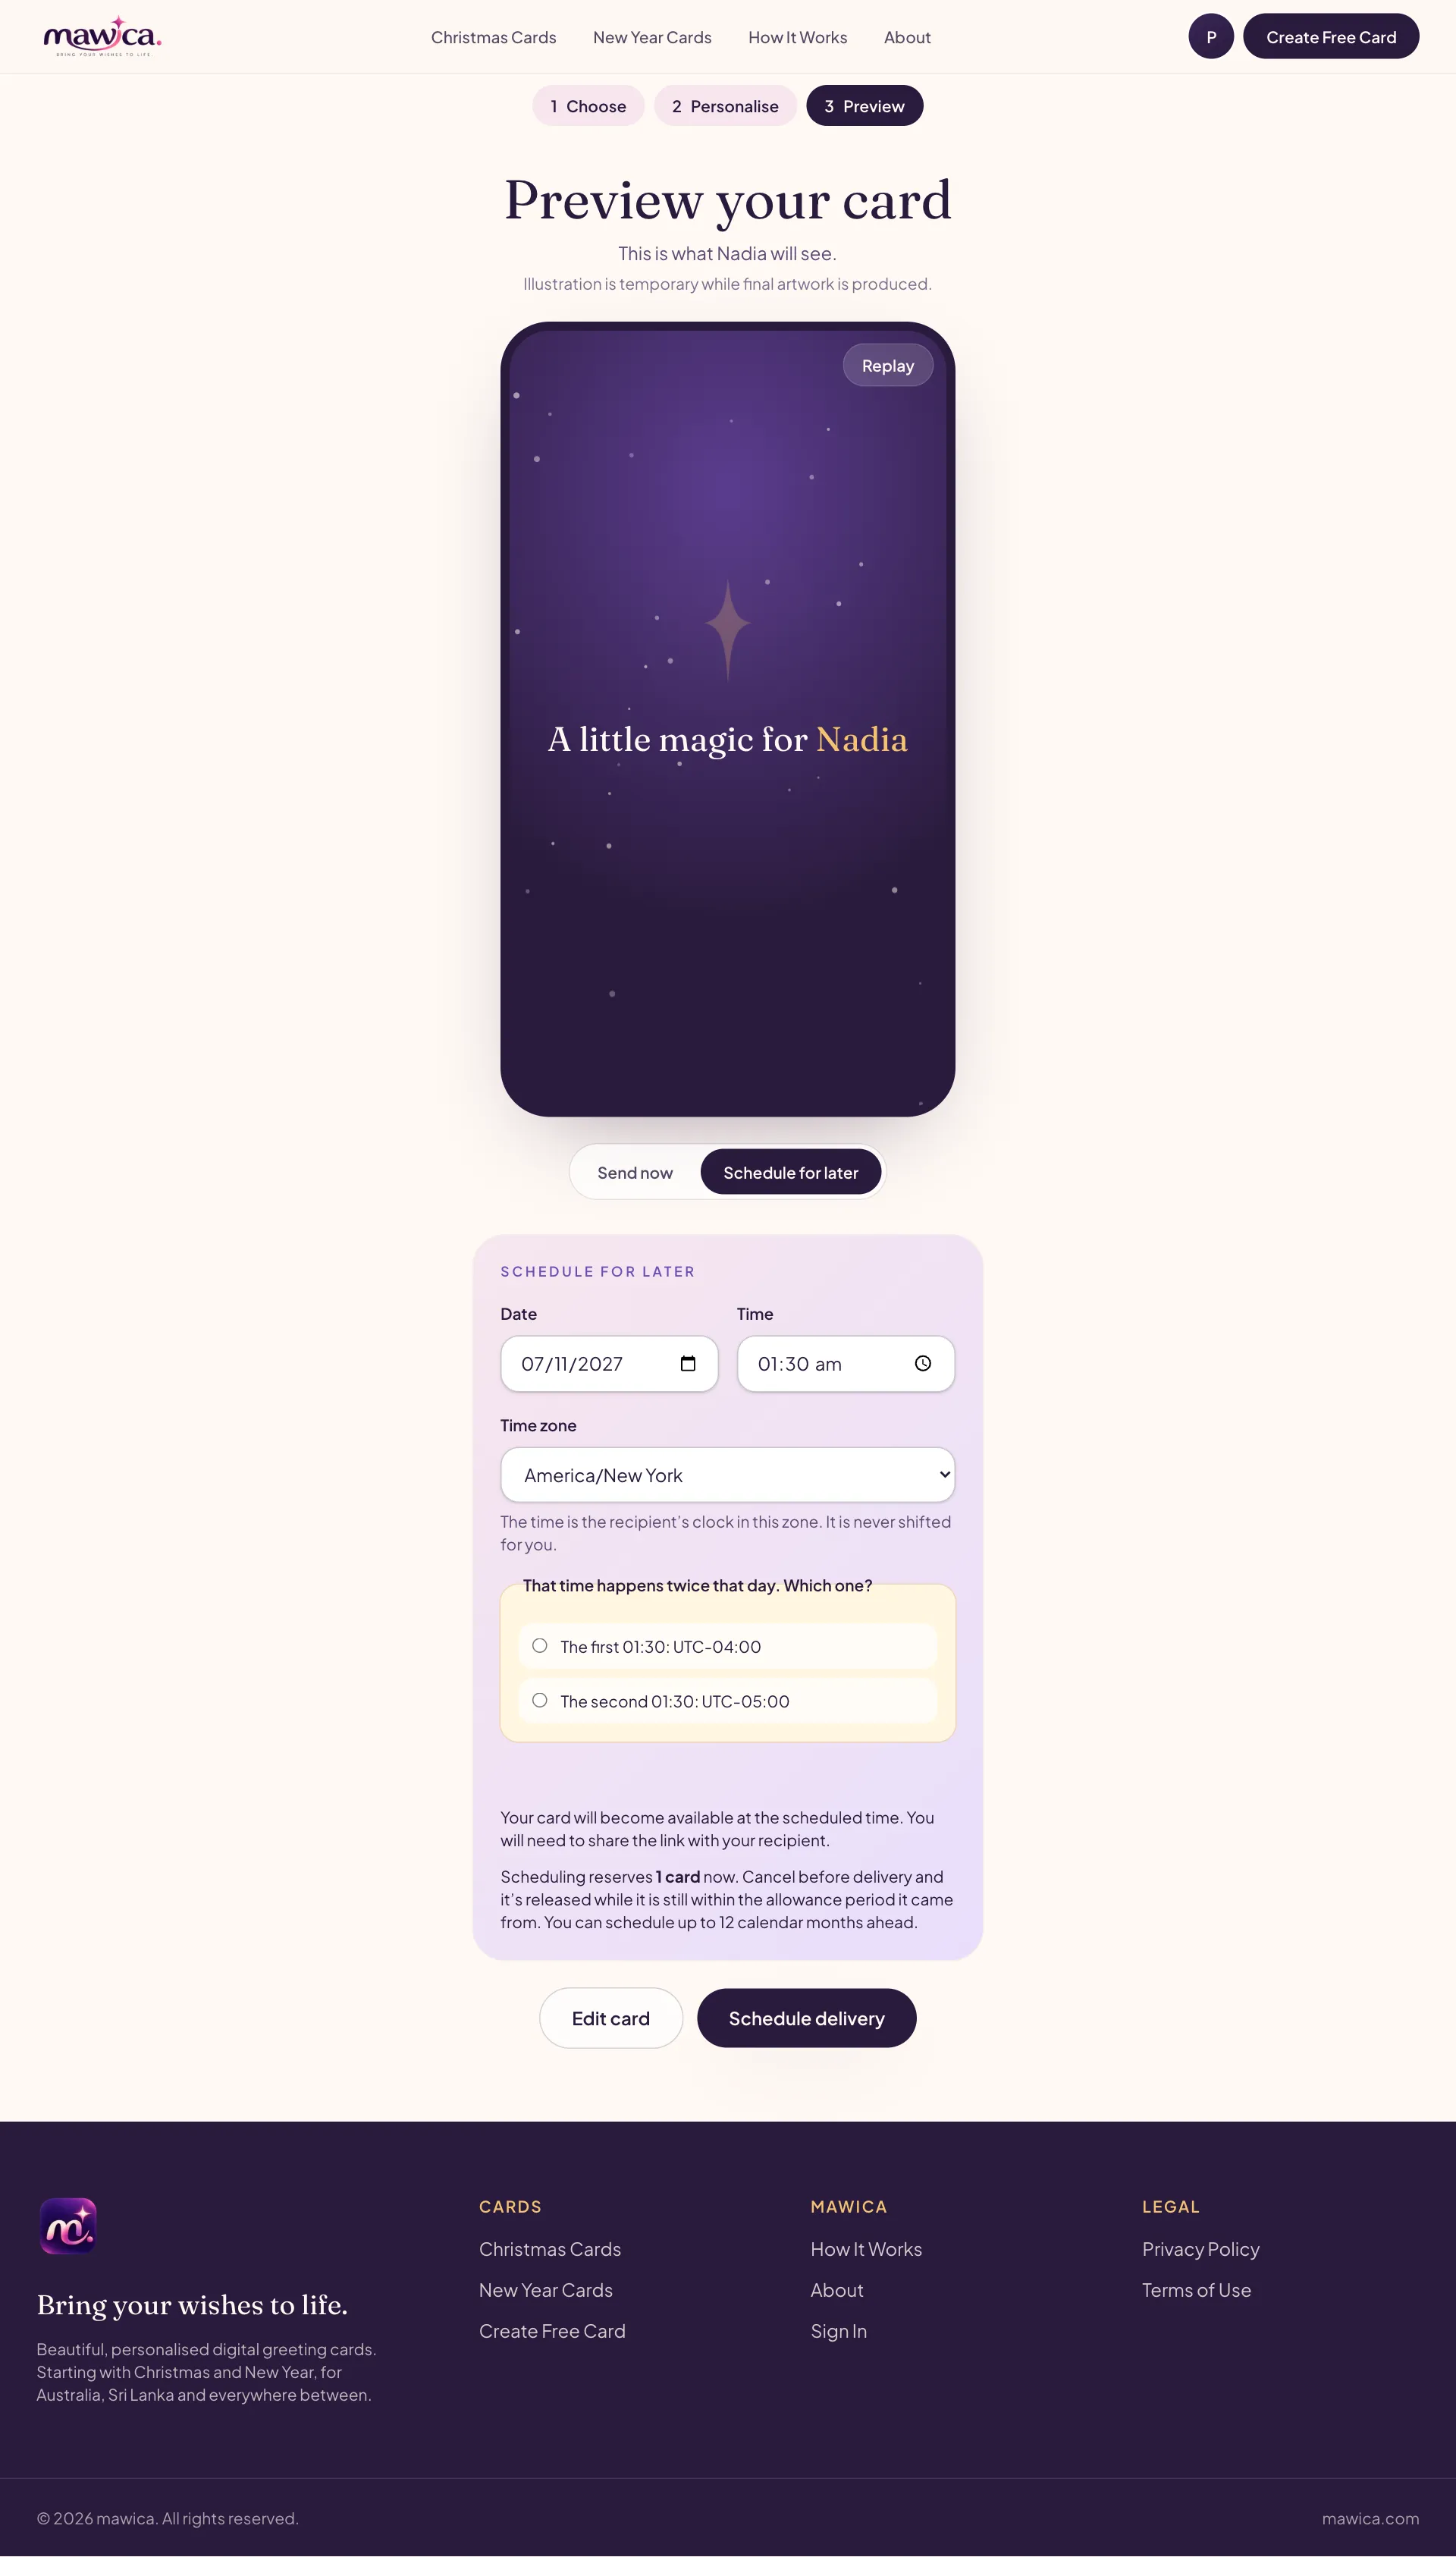 mawica.
BRING YOUR WISHES TO LIFE
Christmas Cards
New Year Cards
How It Works
About
P
Create Free Card
1 Choose
2 Personalise
3 Preview
Preview your card
This is what Nadia will see.
Illustration is temporary while final artwork is produced.
Replay
A little magic for Nadia
Send now
Schedule for later
SCHEDULE FOR LATER
Date
Time
07/11/2027
01:30 am
Time zone
America/New York
The time is the recipient’s clock in this zone. It is never shifted
for you.
That time happens twice that day. Which one?
The first 01:30: UTC-04:00
The second 01:30: UTC-05:00
Your card will become available at the scheduled time. You
will need to share the link with your recipient.
Scheduling reserves 1 card now. Cancel before delivery and
it’s released while it is still within the allowance period it came
from. You can schedule up to 12 calendar months ahead.
Edit card
Schedule delivery
m
Bring your wishes to life.
Beautiful, personalised digital greeting cards.
Starting with Christmas and New Year, for
Australia, Sri Lanka and everywhere between.
CARDS
Christmas Cards
New Year Cards
Create Free Card
MAWICA
How It Works
About
Sign In
LEGAL
Privacy Policy
Terms of Use
© 2026 mawica. All rights reserved.
mawica.com